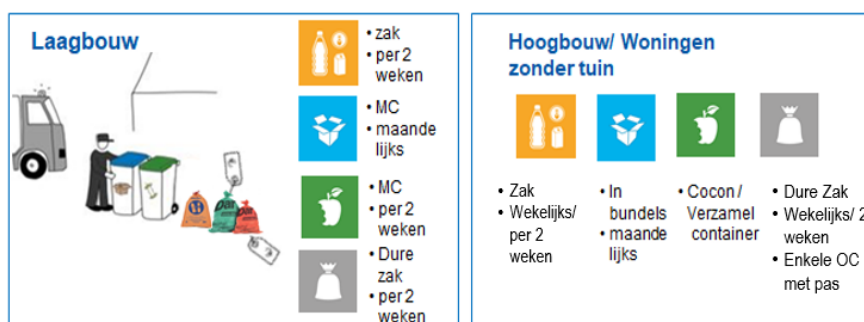 Laagbouw
• zak
• per 2
weken
• MC
• maande
lijks
• MC
• per 2
weken
• Dure
zak
• per 2
weken
Hoogbouw/ Woningen
zonder tuin
• Zak
• Wekelijks/
per 2
weken
• In
bundels
• maande
lijks
• Cocon /
Verzamel
container
• Dure Zak
• Wekelijks/ 2
weken
• Enkele OC
met pas